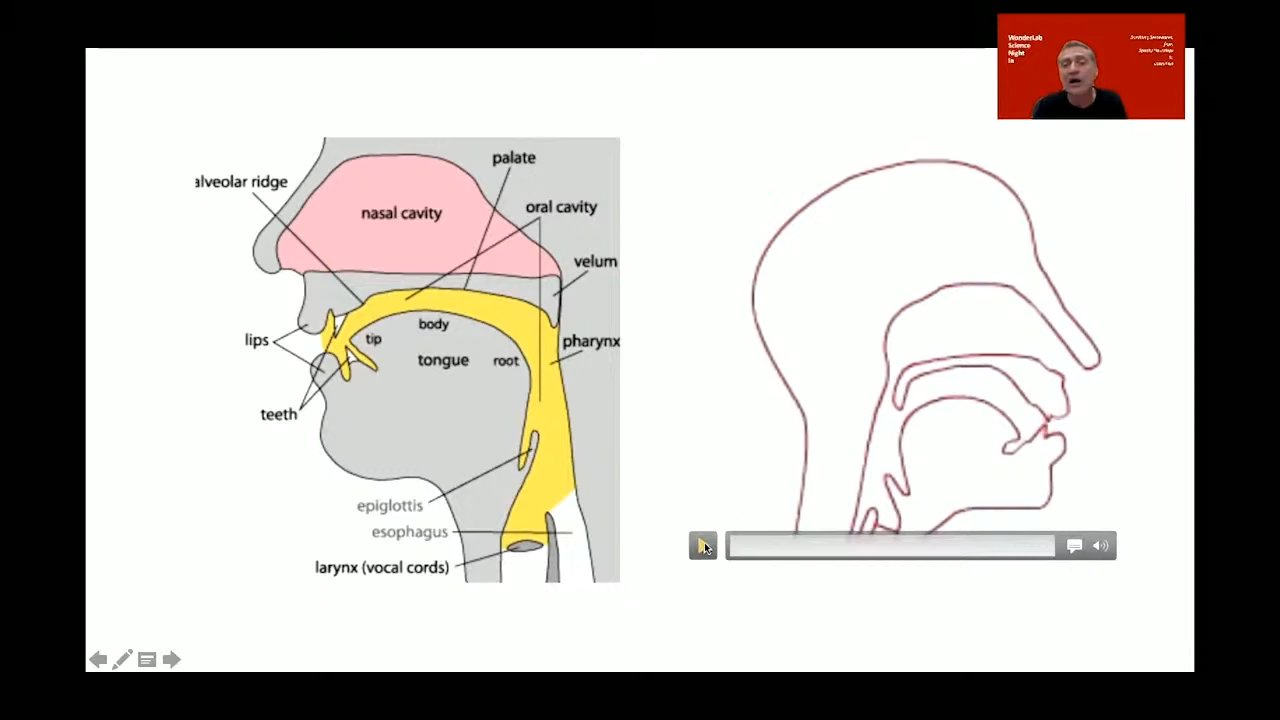 WonderLab
Science
Night
In
palate
alveolar ridge
oral cavity
nasal cavity
velum
body
lips
tip
pharynx
tongue
root
teeth
epiglottis
esophagus
larynx (vocal cords)